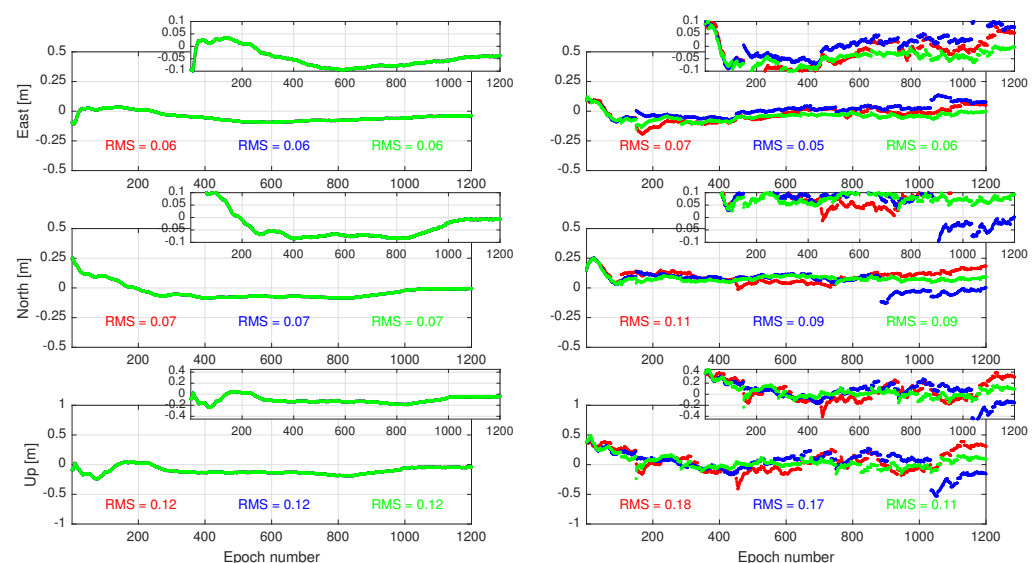 0.1
0.05
0
-0.05
-0.1
200 400 600 800 1000 1200
0.5
0.25
0
-0.25
-0.5
East [m]
RMS = 0.06 RMS = 0.06 RMS = 0.06
200 400 600 800 1000 1200
0.1
0.05
0
-0.05
-0.1
200 400 600 800 1000 1200
0.5
0.25
0
-0.25
-0.5
RMS = 0.07 RMS = 0.05 RMS = 0.06
200 400 600 800 1000 1200
0.1
0.05
0
-0.05
-0.1
200 400 600 800 1000 1200
0.5
0.25
0
-0.25
-0.5
North [m]
RMS = 0.07 RMS = 0.07 RMS = 0.07
200 400 600 800 1000 1200
0.1
0.05
0
-0.05
-0.1
200 400 600 800 1000 1200
0.5
0.25
0
-0.25
-0.5
RMS = 0.11 RMS = 0.09 RMS = 0.09
200 400 600 800 1000 1200
0.4
0.2
0
-0.2
-0.4
200 400 600 800 1000 1200
1
0.5
0
-0.5
-1
Up [m]
RMS = 0.12 RMS = 0.12 RMS = 0.12
200 400 600 800 1000 1200
Epoch number
0.4
0.2
0
-0.2
-0.4
200 400 600 800 1000 1200
1
0.5
0
-0.5
-1
RMS = 0.18 RMS = 0.17 RMS = 0.11
200 400 600 800 1000 1200
Epoch number